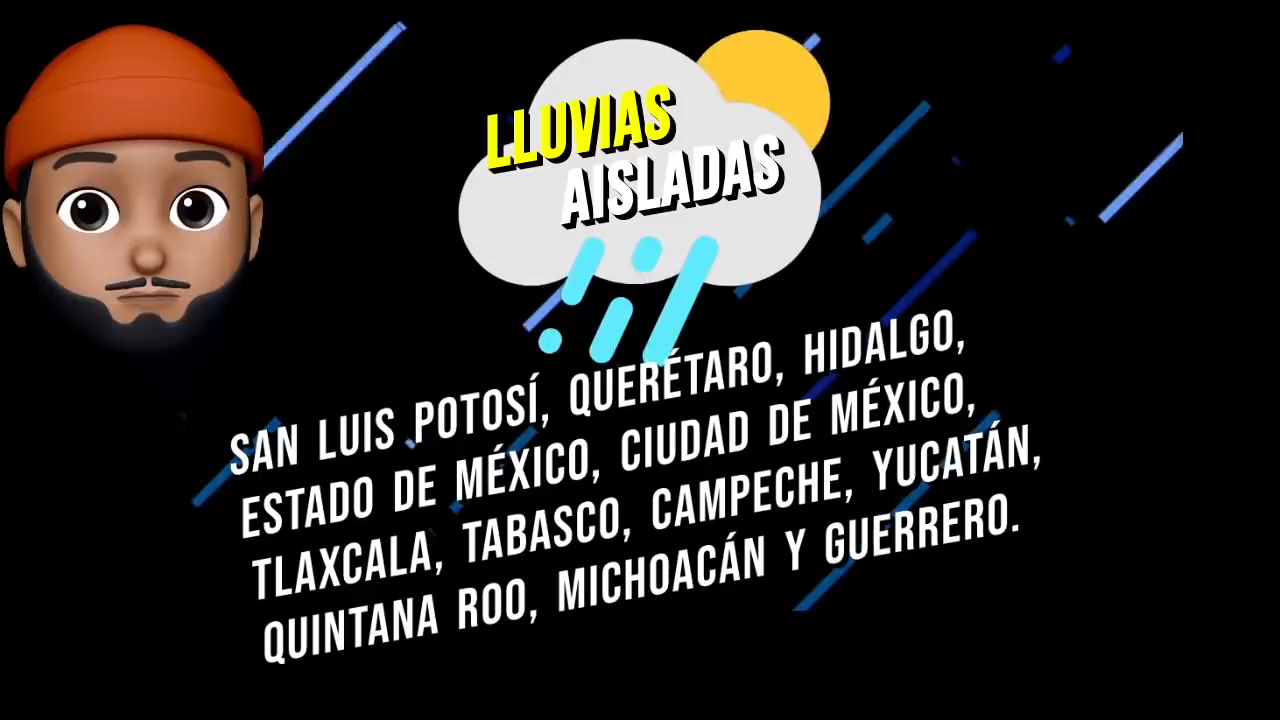 LLUVIAS
AISLADAS
SAN LUIS POTOSÍ, QUERÉTARO, HIDALGO,
ESTADO DE MÉXICO, CIUDAD DE MÉXICO,
TLAXCALA, TABASCO, CAMPECHE, YUCATÁN,
QUINTANA ROO, MICHOACÁN Y GUERRERO.